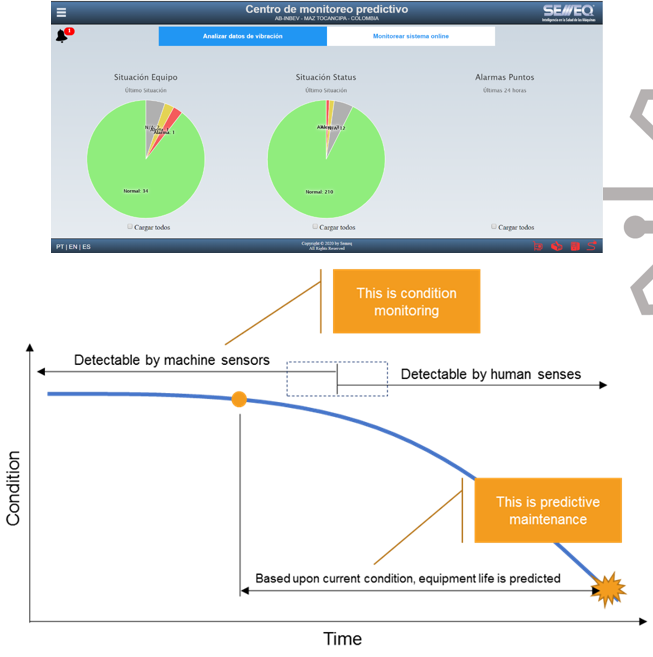 Centro de monitoreo predictivo
AB-INBEV - MAZ TOCANCIPA - COLOMBIA
SEMEQ
Inteligencia en la Salud de las Máquinas
1
Analizar datos de vibración
Monitorear sistema online
Situación Equipo
Último Situación
Normal: 34
Cargar todos
Situación Status
Último Situación
Normal: 210
Cargar todos
Alarmas Puntos
Últimas 24 horas
Cargar todos
PT | EN | ES
Copyright © 2020 by Semeq
All Rights Reserved
This is condition
monitoring
Detectable by machine sensors
Detectable by human senses
Condition
This is predictive
maintenance
Based upon current condition, equipment life is predicted
Time